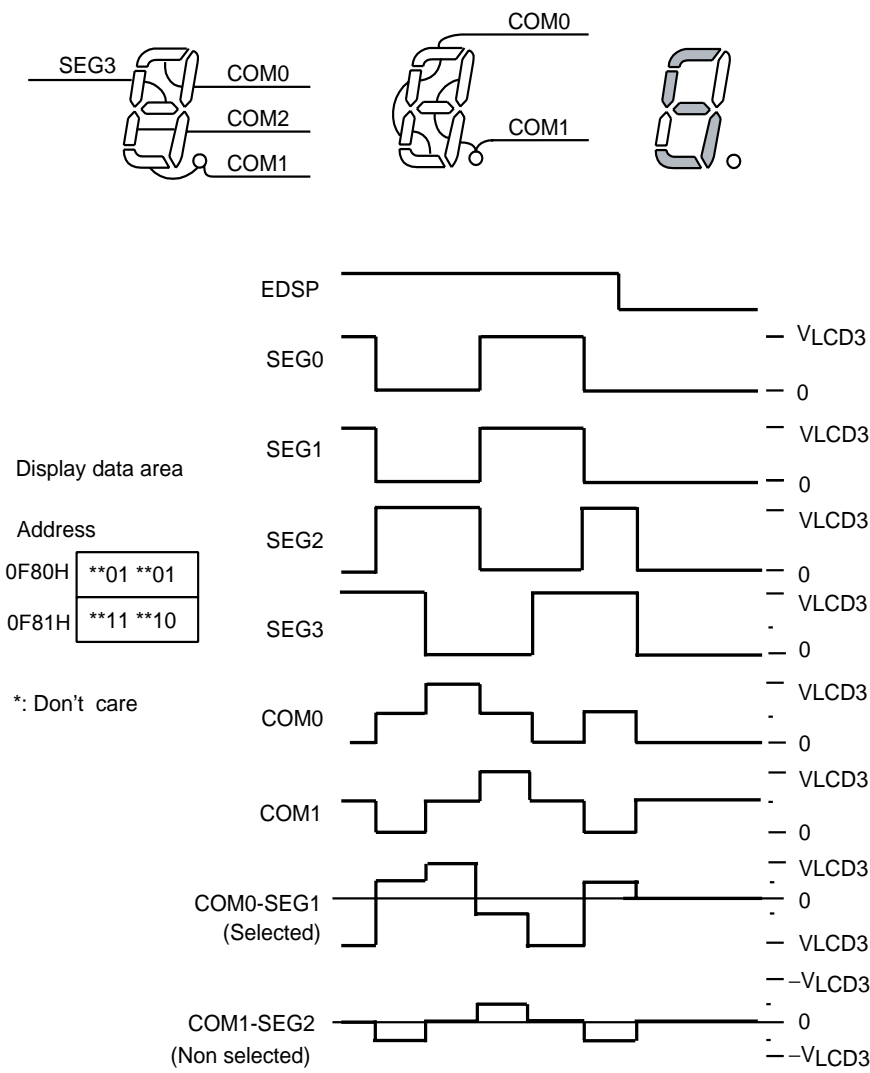 COM0
SEG3
COM0
COM2
COM1
COM1
EDSP
VLCD3
SEG0
0
VLCD3
SEG1
0
Display data area
VLCD3
Address
SEG2
0F80H **01 **01
0
VLCD3
0F81H **11 **10
SEG3
0
*: Don't care
VLCD3
COM0
0
VLCD3
COM1
0
VLCD3
COM0-SEG1
0
(Selected)
VLCD3
–VLCD3
COM1-SEG2
0
(Non selected)
–VLCD3